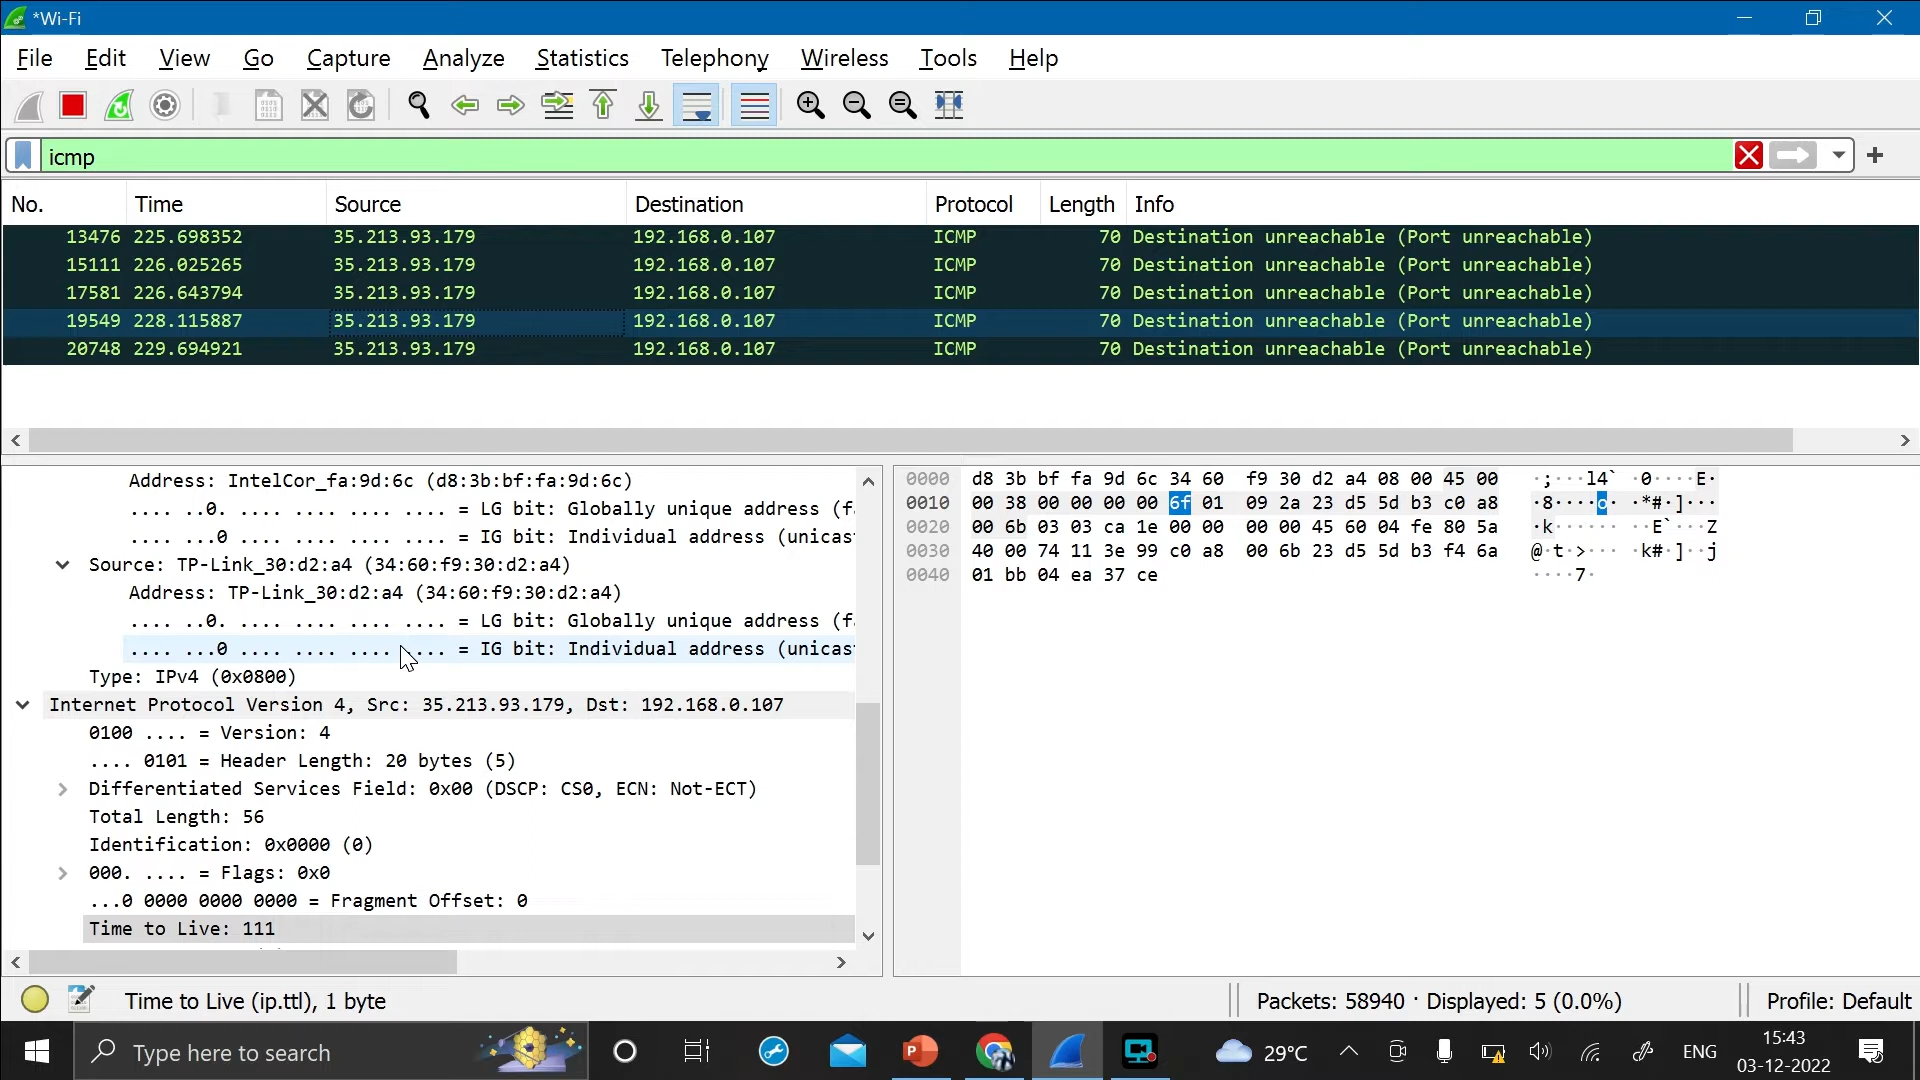 *Wi-Fi
File Edit View Go Capture Analyze Statistics Telephony Wireless Tools Help
icmp
No. Time Source Destination Protocol Length Info
13476 225.698352 35.213.93.179 192.168.0.107 ICMP 70 Destination unreachable (Port unreachable)
15111 226.025265 35.213.93.179 192.168.0.107 ICMP 70 Destination unreachable (Port unreachable)
17581 226.643794 35.213.93.179 192.168.0.107 ICMP 70 Destination unreachable (Port unreachable)
19549 228.115887 35.213.93.179 192.168.0.107 ICMP 70 Destination unreachable (Port unreachable)
20748 229.694921 35.213.93.179 192.168.0.107 ICMP 70 Destination unreachable (Port unreachable)
Address: IntelCor_fa:9d:6c (d8:3b:bf:fa:9d:6c)
.... ..0. .... .... .... .... = LG bit: Globally unique address (f
.... ...0 .... .... .... .... = IG bit: Individual address (unicas
Source: TP-Link_30:d2:a4 (34:60:f9:30:d2:a4)
Address: TP-Link_30:d2:a4 (34:60:f9:30:d2:a4)
.... ..0. .... .... .... .... = LG bit: Globally unique address (f
.... ...0 .... .... .... .... = IG bit: Individual address (unicas
Type: IPv4 (0x0800)
Internet Protocol Version 4, Src: 35.213.93.179, Dst: 192.168.0.107
0100 .... = Version: 4
.... 0101 = Header Length: 20 bytes (5)
Differentiated Services Field: 0x00 (DSCP: CS0, ECN: Not-ECT)
Total Length: 56
Identification: 0x0000 (0)
000. .... = Flags: 0x0
...0 0000 0000 0000 = Fragment Offset: 0
Time to Live: 111
0000 d8 3b bf fa 9d 6c 34 60 f9 30 d2 a4 08 00 45 00 ·;···l4` ·0····E·
0010 00 38 00 00 00 00 6f 01 09 2a 23 d5 5d b3 c0 a8 ·8····o· ·*#·]···
0020 00 6b 03 03 ca 1e 00 00 00 00 45 60 04 fe 80 5a ·k······ ··E`···Z
0030 40 00 74 11 3e 99 c0 a8 00 6b 23 d5 5d b3 f4 6a @·t·>··· ·k#·]··j
0040 01 bb 04 ea 37 ce ····7·
Time to Live (ip.ttl), 1 byte
Packets: 58940 · Displayed: 5 (0.0%)
Profile: Default
Type here to search
29°C
ENG
15:43
03-12-2022